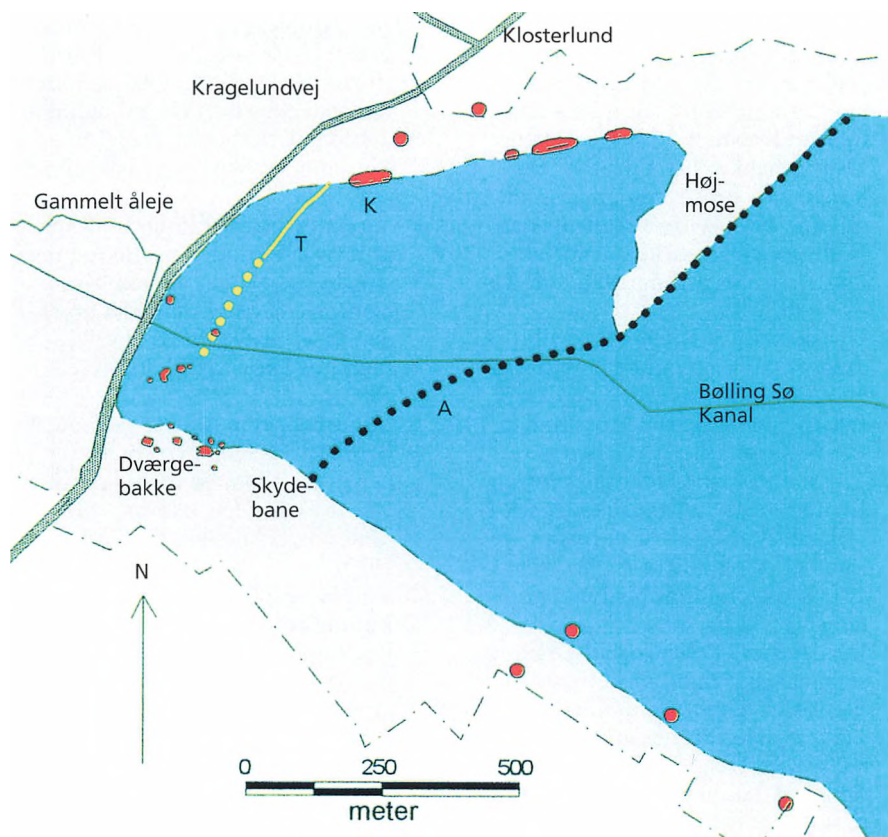 Klosterlund
Kragelundvej
Gammelt åleje
K
Høj-
mose
T
A
Bølling Sø
Kanal
Dværge-
bakke
Skyde-
bane
N
0 250 500
meter